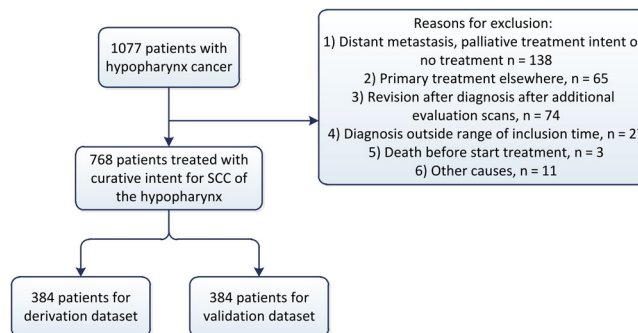 1077 patients with
hypopharynx cancer
Reasons for exclusion:
1) Distant metastasis, palliative treatment intent o
no treatment n = 138
2) Primary treatment elsewhere, n = 65
3) Revision after diagnosis after additional
evaluation scans,
n = 74
4) Diagnosis outside range of inclusion time, n = 27
5) Death before start treatment, n = 3
6) Other causes, n = 11
768 patients treated with
curative intent for SCC of
the hypopharynx
384 patients for
derivation dataset
384 patients for
validation dataset